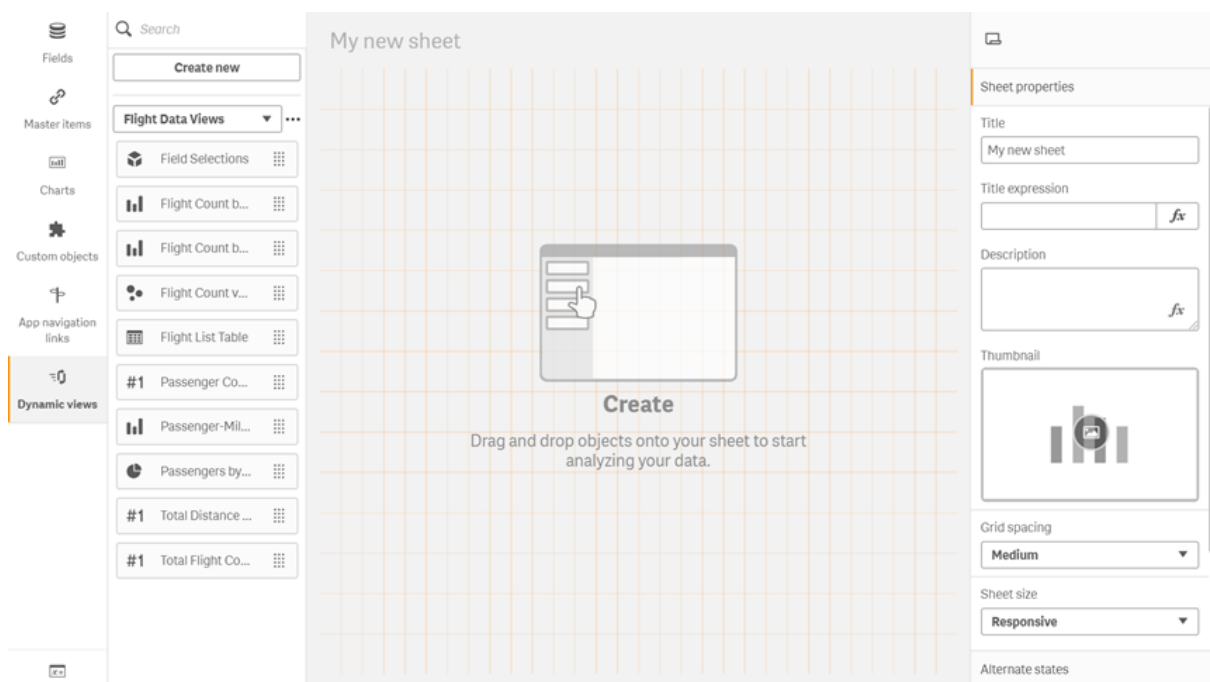 Fields
Master items
Charts
Custom objects
App navigation
links
Dynamic views
Search
Create new
Flight Data Views
Field Selections
Flight Count b...
Flight Count b...
Flight Count v...
Flight List Table
#1 Passenger Co...
Passenger-Mil...
Passengers by...
#1 Total Distance ...
#1 Total Flight Co...
My new sheet
Create
Drag and drop objects onto your sheet to start
analyzing your data.
Sheet properties
Title
My new sheet
Title expression
fx
Description
fx
Thumbnail
Grid spacing
Medium
Sheet size
Responsive
Alternate states